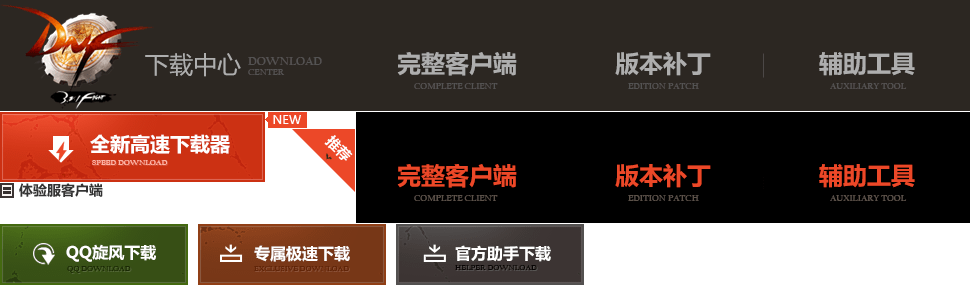 DNF
下载中心
DOWNLOAD
CENTER
完整客户端
COMPLETE CLIENT
版本补丁
EDITION PATCH
辅助工具
AUXILIARY TOOL
全新高速下载器
SPEED DOWNLOAD
NEW
推荐
体验服客户端
完整客户端
COMPLETE CLIENT
版本补丁
EDITION PATCH
辅助工具
AUXILIARY TOOL
QQ旋风下载
QQ DOWNLOAD
专属极速下载
EXCLUSIVE DOWNLOAD
官方助手下载
HELPER DOWNLOAD